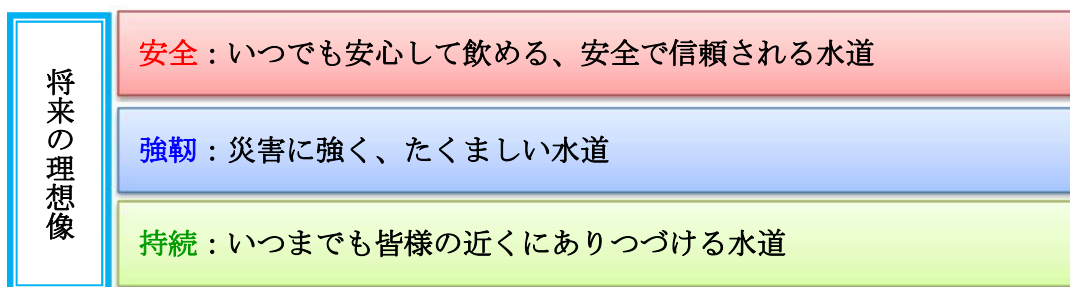 将来の理想像
安全：いつでも安心して飲める、安全で信頼される水道
強靭：災害に強く、たくましい水道
持続：いつまでも皆様の近くにありつづける水道